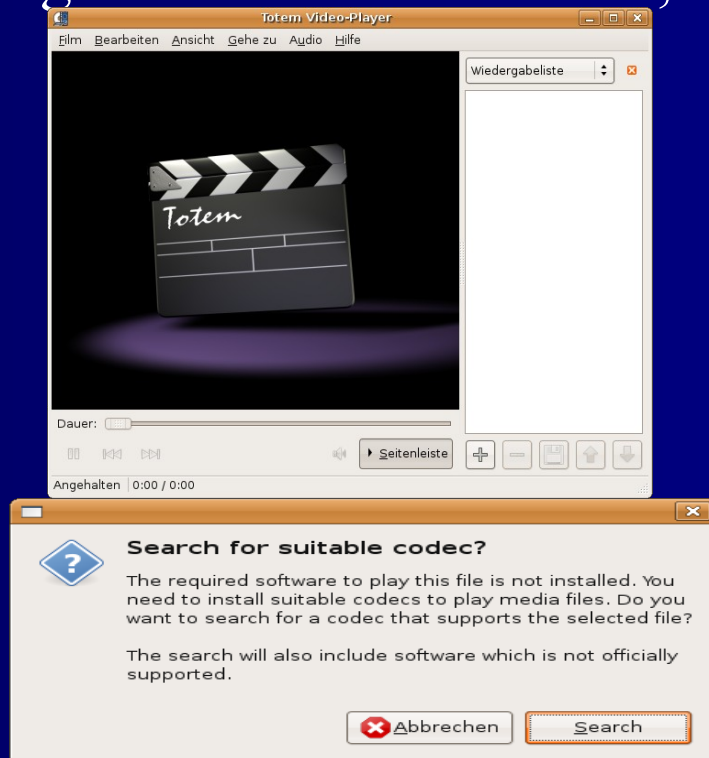 Totem Video-Player
Film Bearbeiten Ansicht Gehe zu Audio Hilfe
Wiedergabeliste
Totem
Dauer:
Seitenleiste
Angehalten 0:00 / 0:00
Search for suitable codec?
The required software to play this file is not installed. You
need to install suitable codecs to play media files. Do you
want to search for a codec that supports the selected file?
The search will also include software which is not officially
supported.
Abbrechen Search